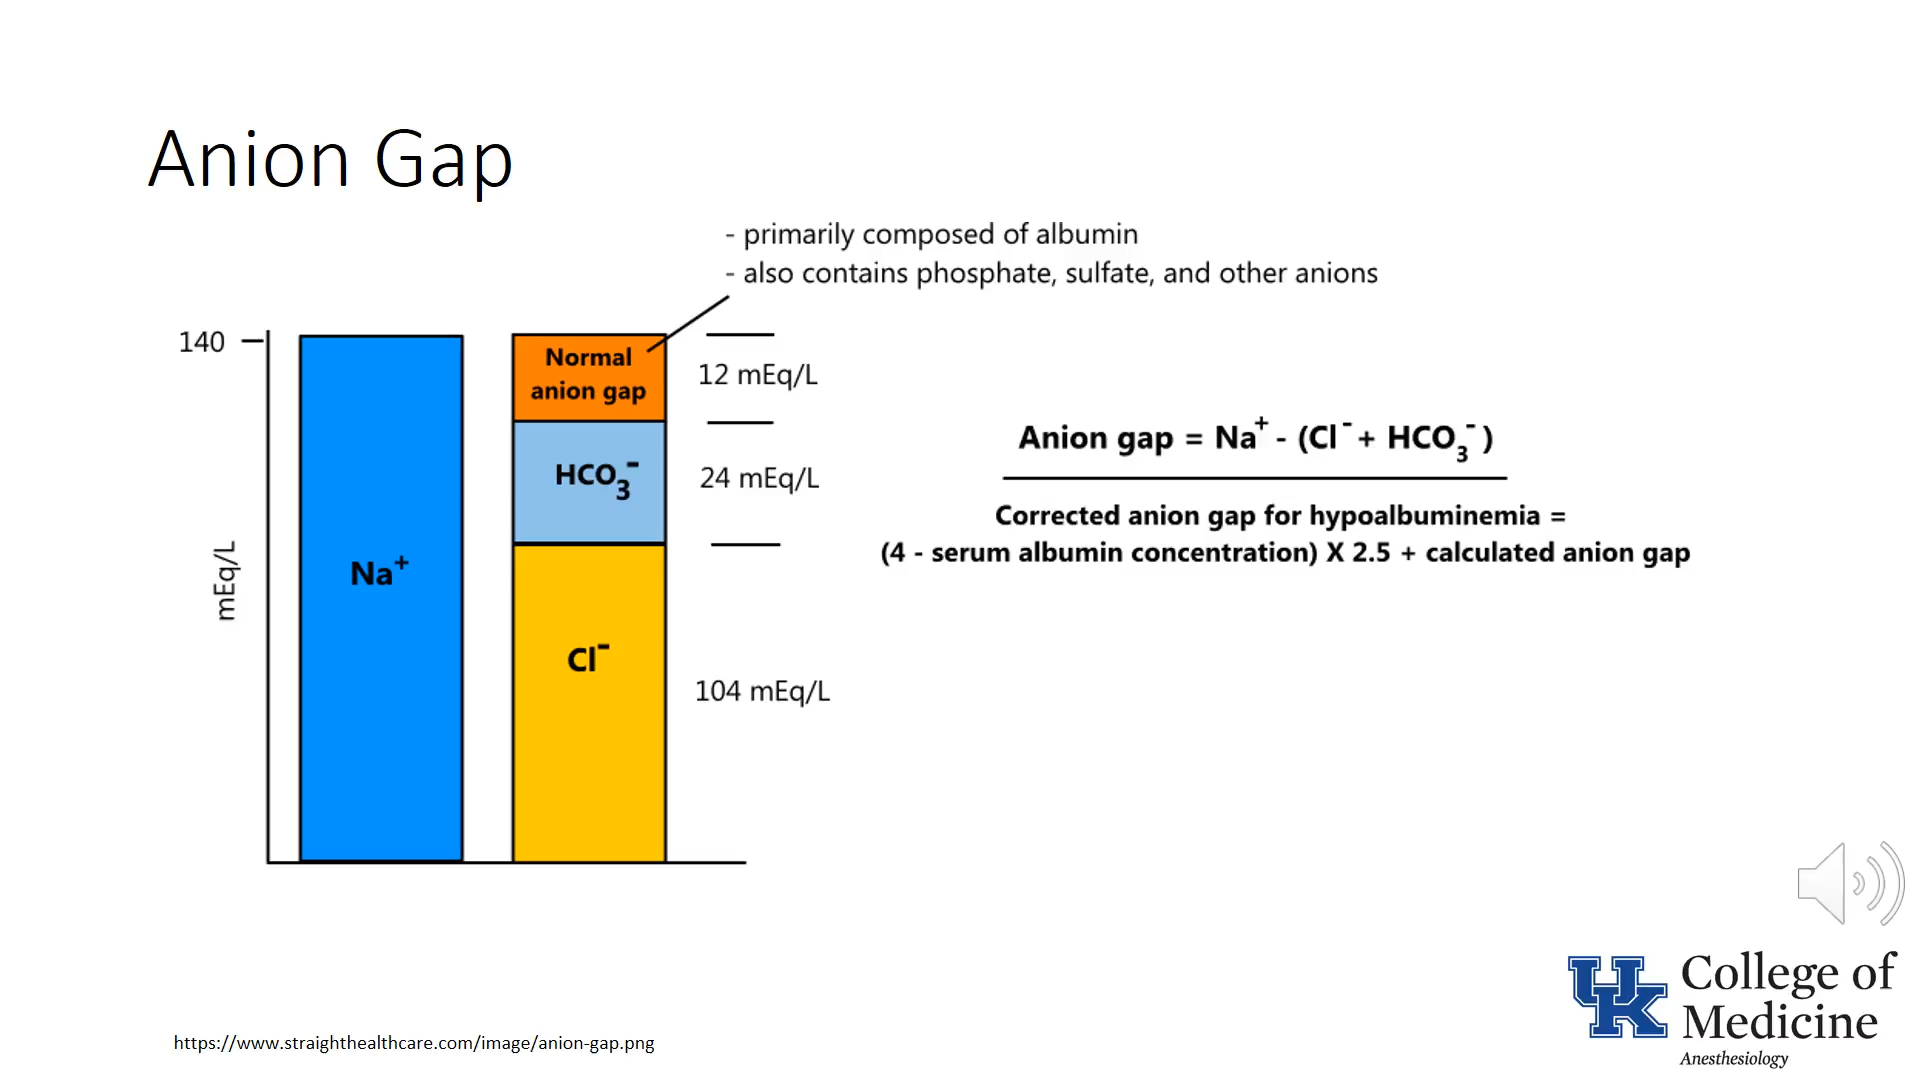 Anion Gap
- primarily composed of albumin
- also contains phosphate, sulfate, and other anions
140
mEq/L
Na⁺
Normal
anion gap
HCO₃⁻
Cl⁻
12 mEq/L
24 mEq/L
104 mEq/L
Anion gap = Na⁺ - (Cl⁻ + HCO₃⁻)
Corrected anion gap for hypoalbuminemia =
(4 - serum albumin concentration) X 2.5 + calculated anion gap
https://www.straighthealthcare.com/image/anion-gap.png
UK
College of
Medicine
Anesthesiology